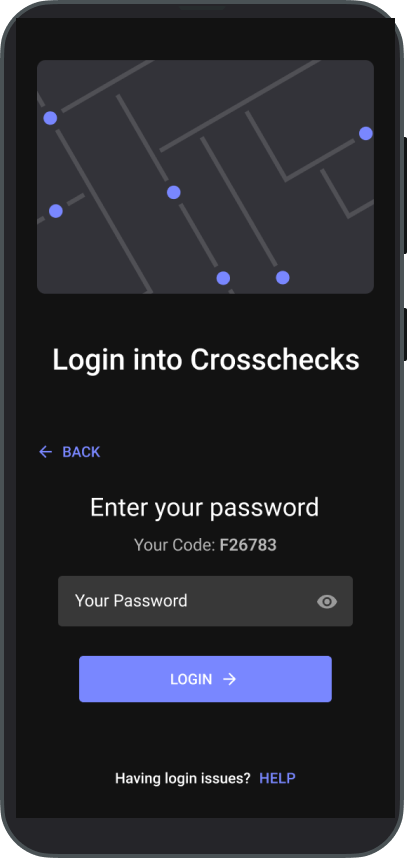 Login into Crosschecks
BACK
Enter your password
Your Code: F26783
Your Password
LOGIN
Having login issues? HELP